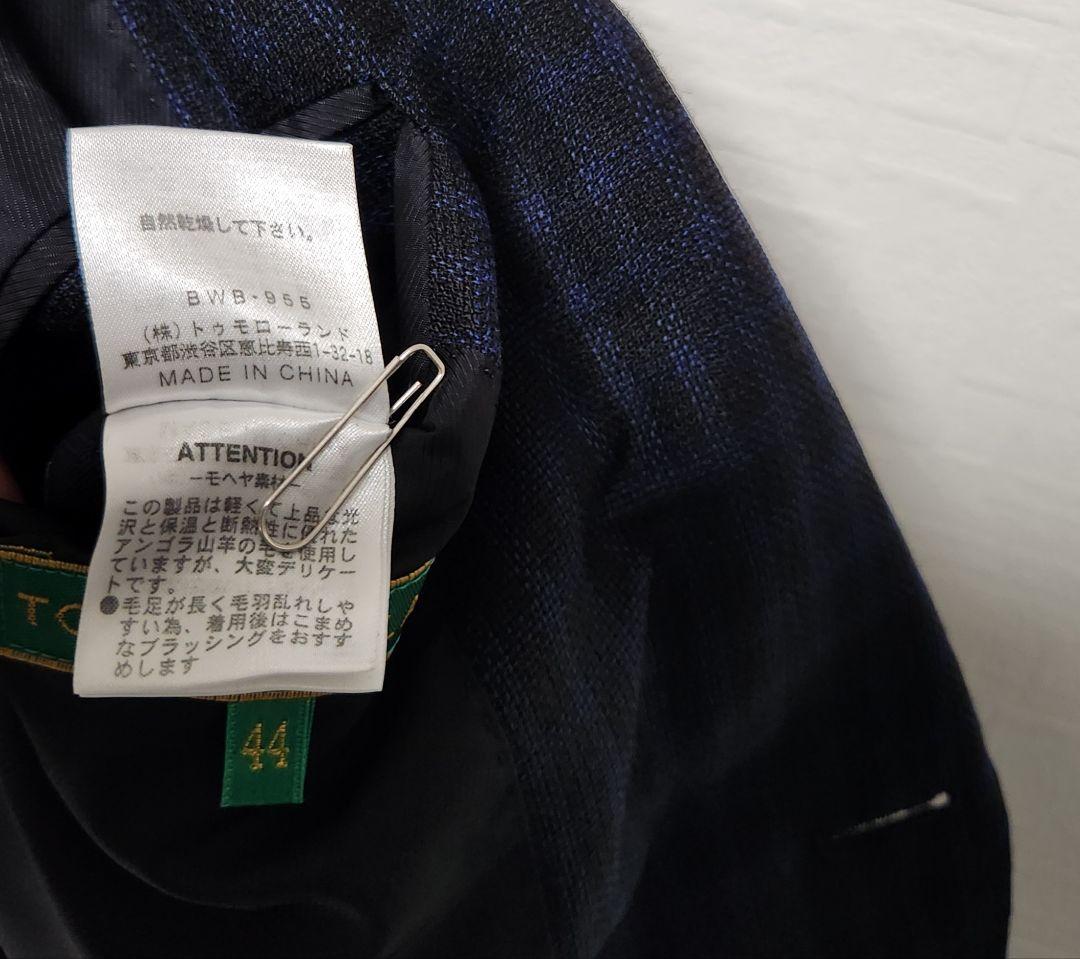 自然乾燥して下さい。
BWB-955
(株)トゥモローランド
東京都渋谷区恵比寿西1-32-18
MADE IN CHINA
ATTENTION
－モヘヤ素材－
この製品は軽くて上品な光
沢と保温と断熱性に優れた
アンゴラ山羊の毛を使用し
ていますが、大変デリケー
トです。
●毛足が長く毛羽乱れしや
すい為、着用後はこまめ
なブラッシングをおすす
めします
TO
44